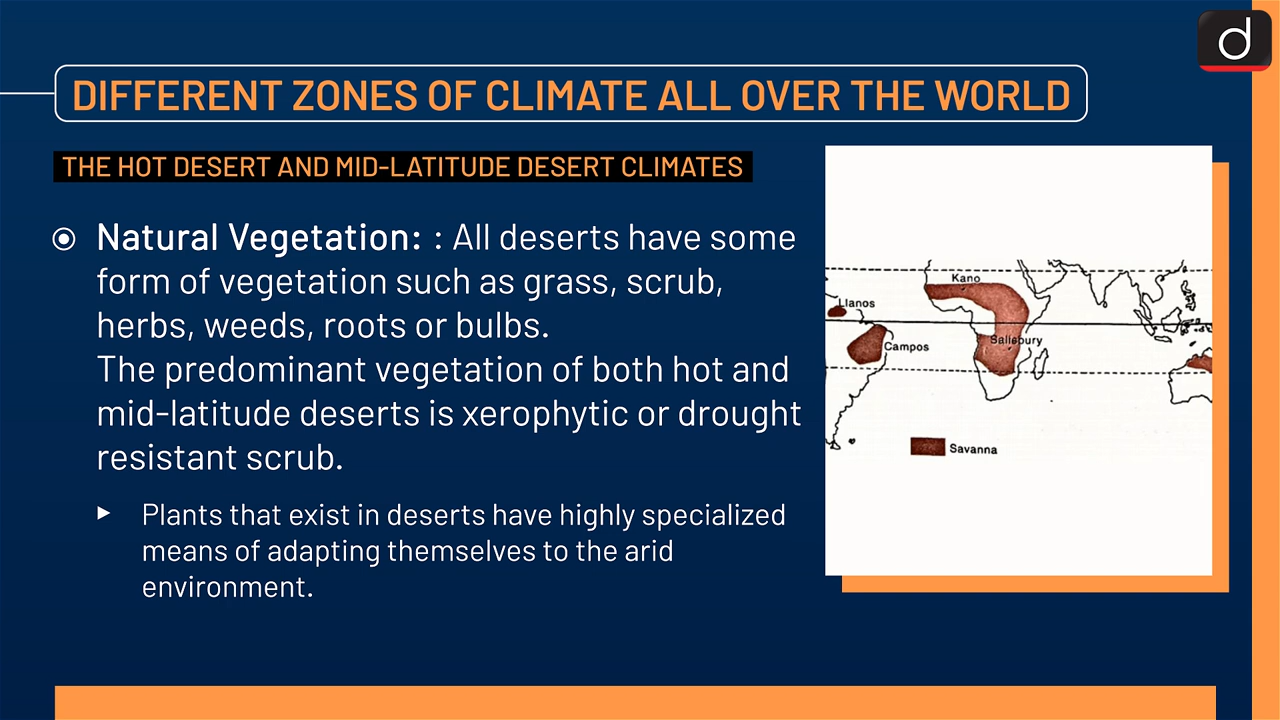 d
DIFFERENT ZONES OF CLIMATE ALL OVER THE WORLD
THE HOT DESERT AND MID-LATITUDE DESERT CLIMATES
Natural Vegetation: : All deserts have some
form of vegetation such as grass, scrub,
herbs, weeds, roots or bulbs.
The predominant vegetation of both hot and
mid-latitude deserts is xerophytic or drought
resistant scrub.
Plants that exist in deserts have highly specialized
means of adapting themselves to the arid
environment.
Kano
Llanos
Salisbury
Campos
Savanna